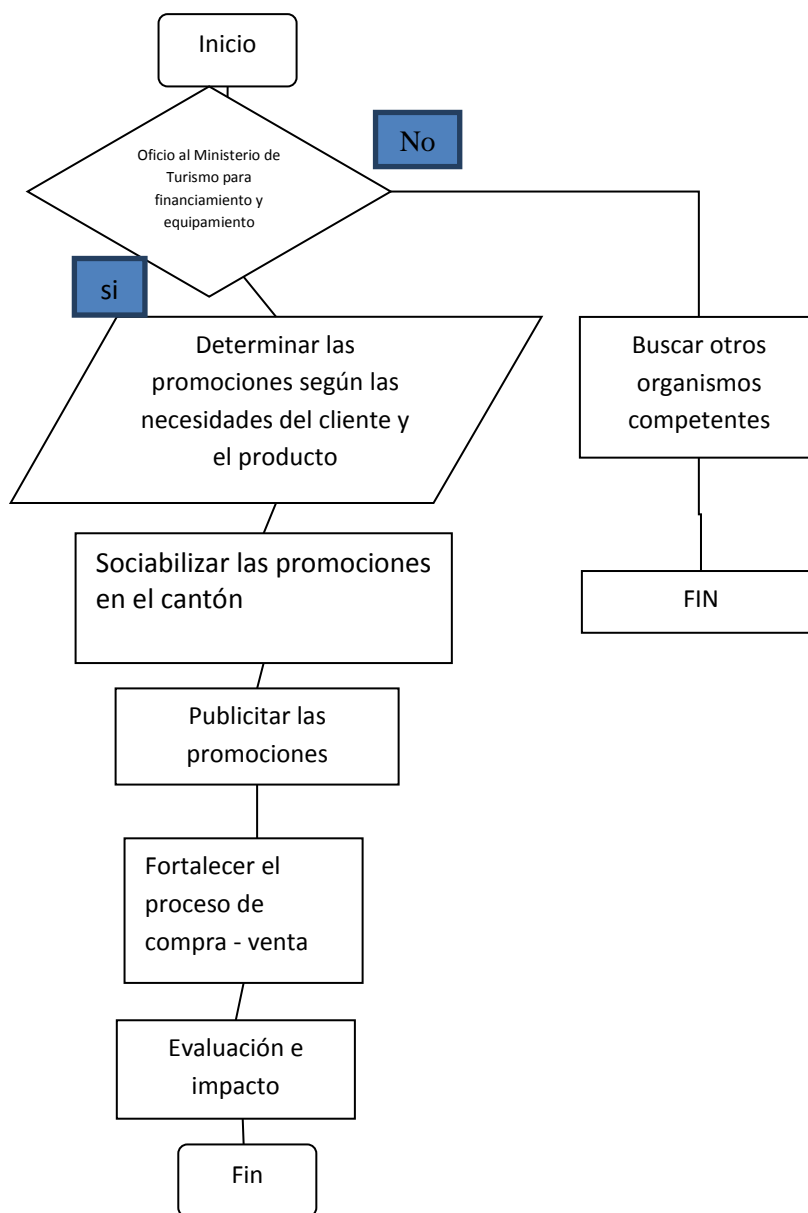 Inicio
No
Oficio al Ministerio de
Turismo para
financiamiento y
equipamiento
si
Determinar las
promociones según las
necesidades del cliente y
el producto
Buscar otros
organismos
competentes
Sociabilizar las promociones
en el cantón
FIN
Publicitar las
promociones
Fortalecer el
proceso de
compra - venta
Evaluación e
impacto
Fin